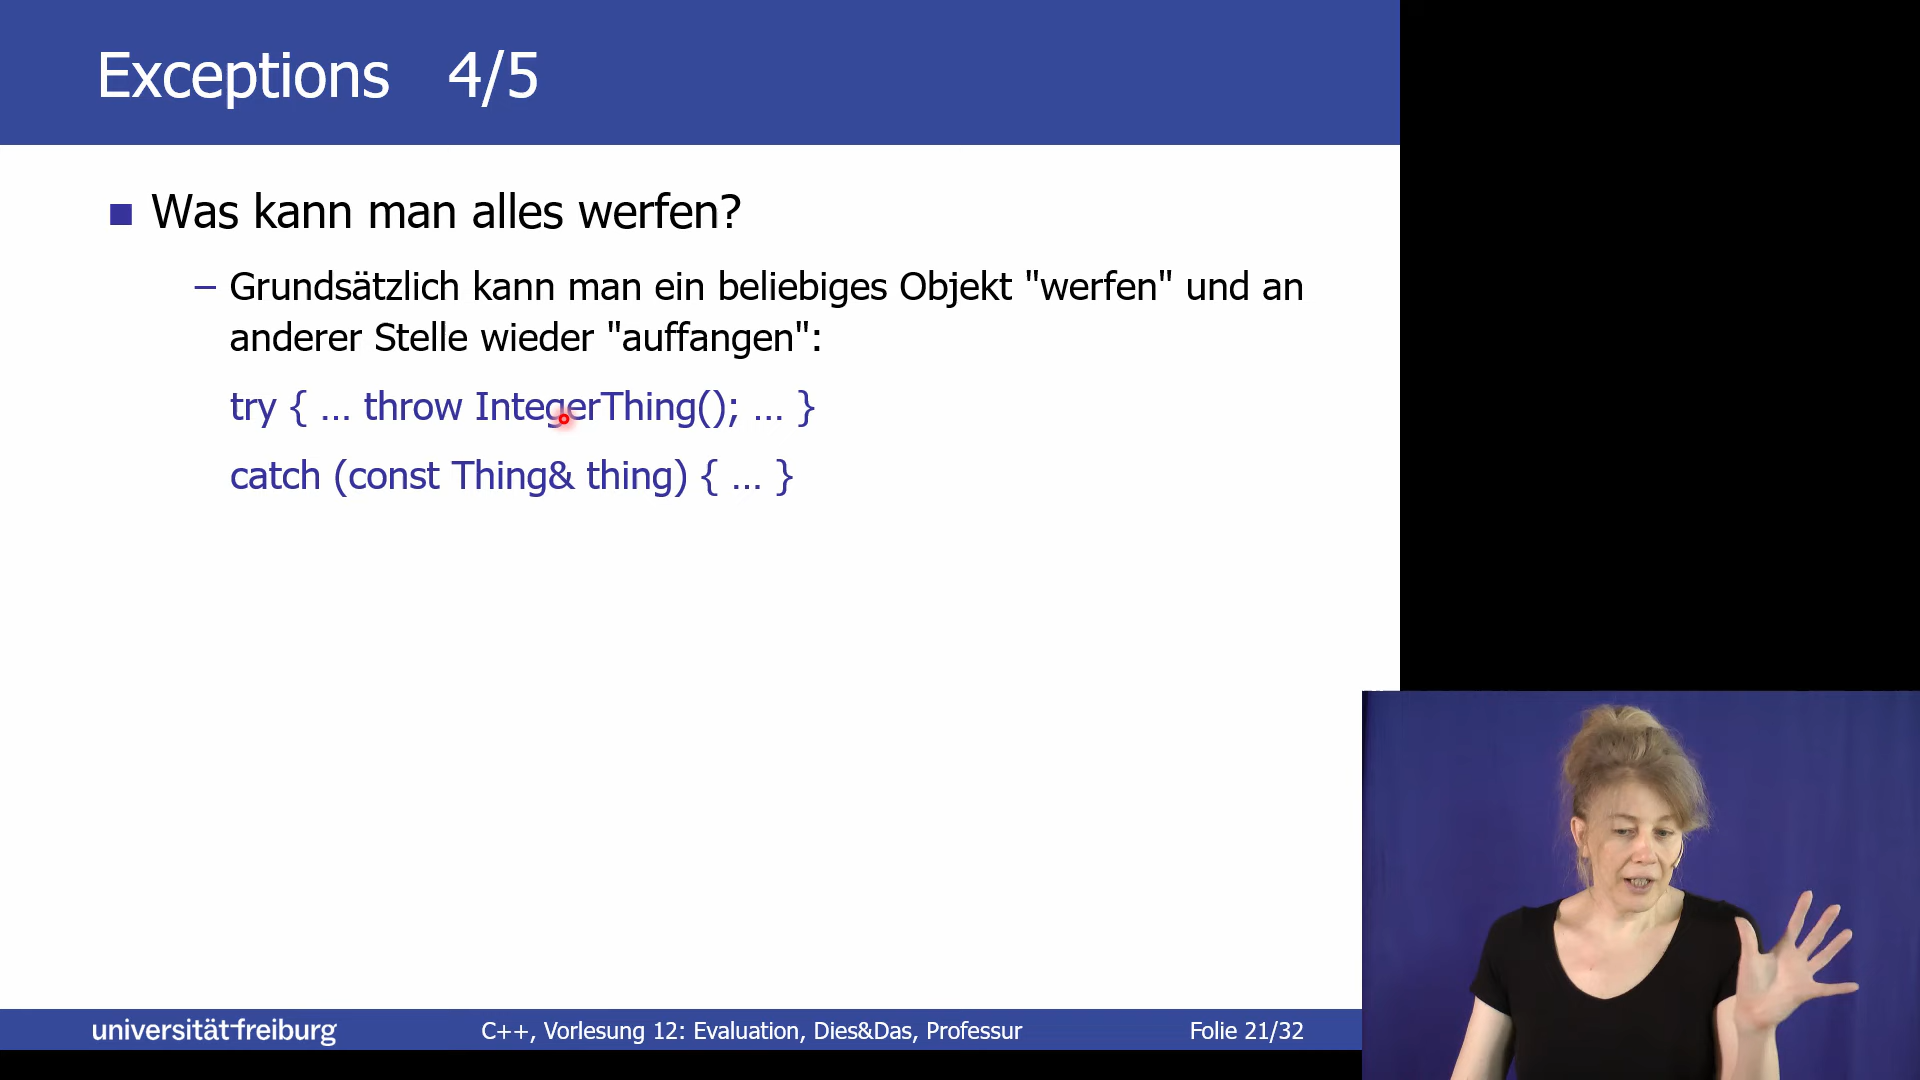 Exceptions 4/5
Was kann man alles werfen?
– Grundsätzlich kann man ein beliebiges Objekt "werfen" und an
anderer Stelle wieder "auffangen":
try { ... throw IntegerThing(); ... }
catch (const Thing& thing) { ... }
universität freiburg
C++, Vorlesung 12: Evaluation, Dies&Das, Professur
Folie 21/32